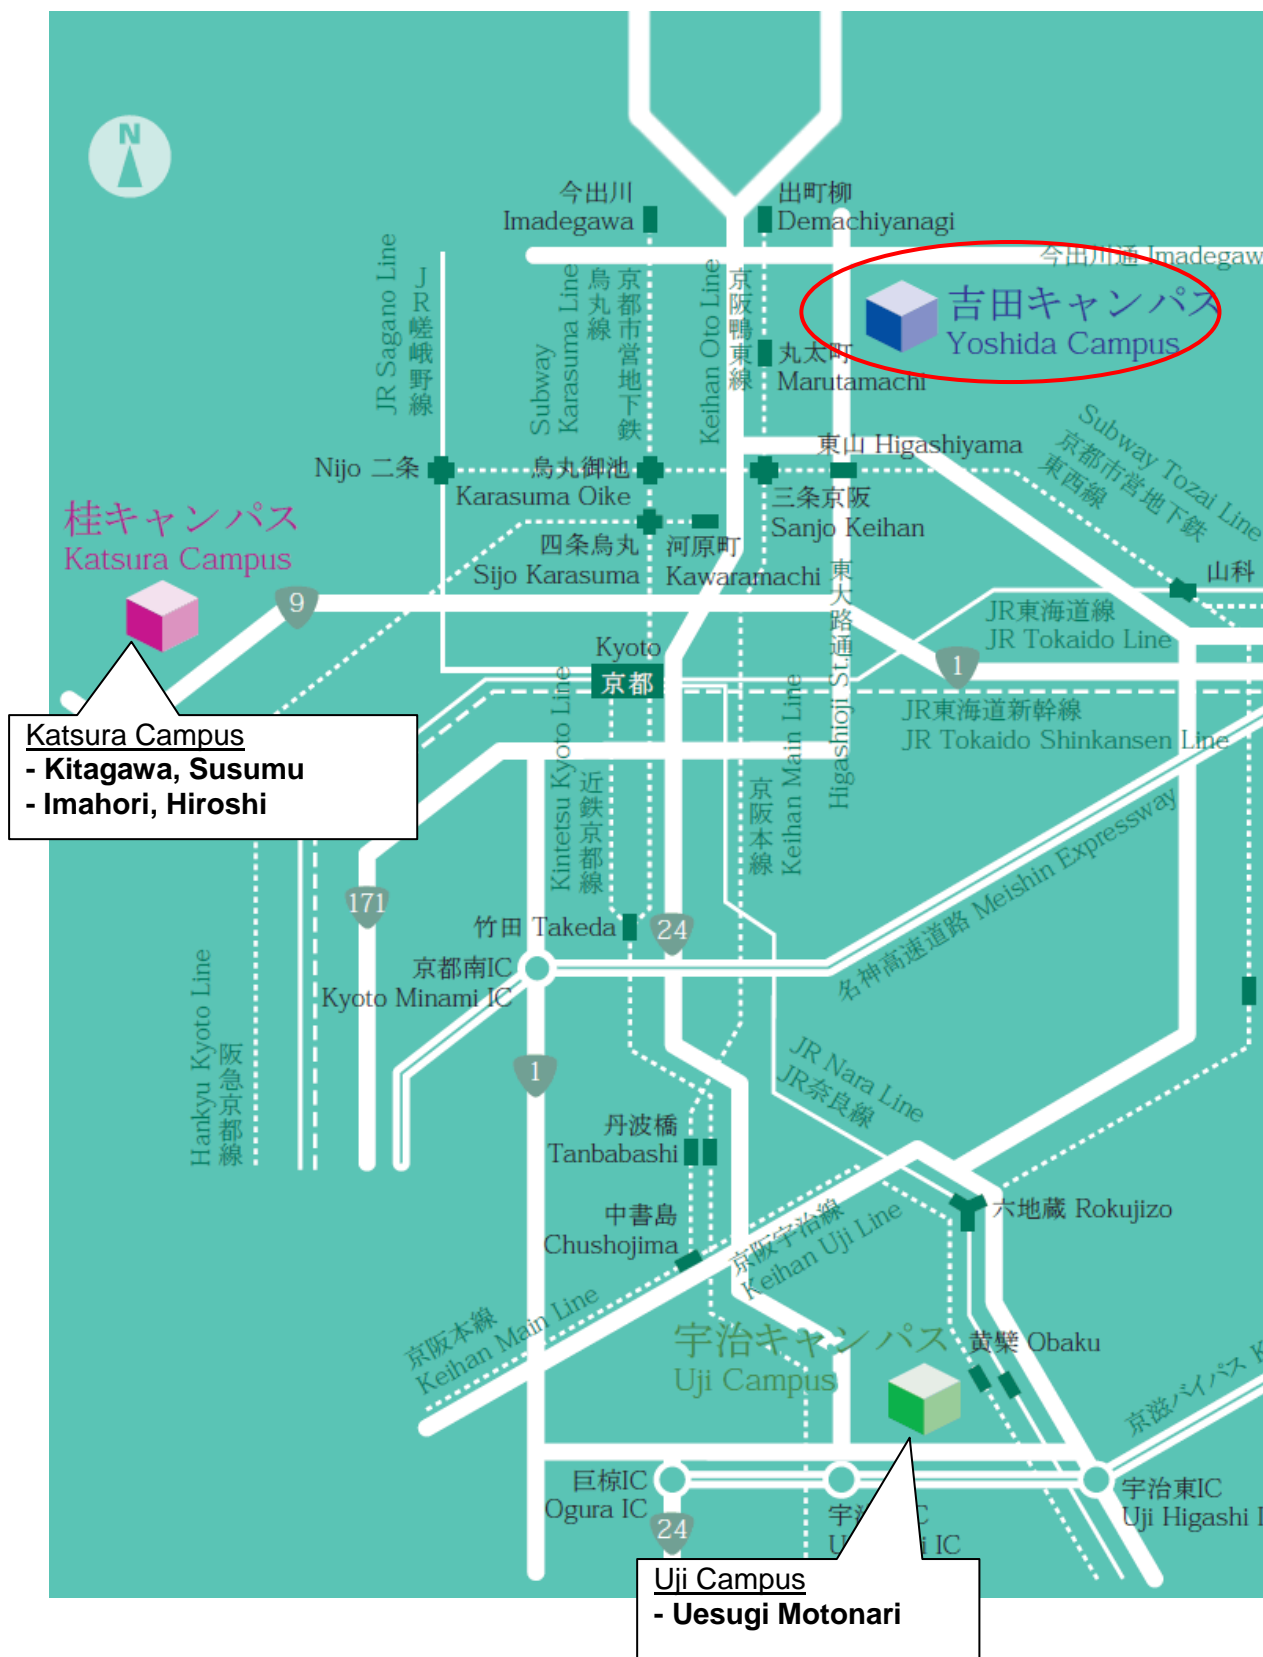 N
今出川
Imadegawa
出町柳
Demachiyanagi
今出川通 Imadegaw
吉田キャンパス
Yoshida Campus
JR Sagano Line
JR嵯峨野線
Subway
Karasuma Line
烏丸線
京都市営地下鉄
Keihan Oto Line
京阪鴨東線
丸太町
Marutamachi
東山 Higashiyama
Subway Tozai Line
京都市営地下鉄
東西線
Nijo 二条
烏丸御池
Karasuma Oike
三条京阪
Sanjo Keihan
桂キャンパス
Katsura Campus
四条烏丸
Sijo Karasuma
河原町
Kawaramachi
山科
9
東大路通
Higashioji St.
JR東海道線
JR Tokaido Line
1
Kyoto
京都
JR東海道新幹線
JR Tokaido Shinkansen Line
Katsura Campus
- Kitagawa, Susumu
- Imahori, Hiroshi
Kintetsu Kyoto Line
近鉄京都線
京阪本線
Keihan Main Line
名神高速道路 Meishin Expressway
171
竹田 Takeda
24
京都南IC
Kyoto Minami IC
Hankyu Kyoto Line
阪急京都線
1
JR Nara Line
JR奈良線
丹波橋
Tanbabashi
六地蔵 Rokujizo
中書島
Chushojima
京阪宇治線
Keihan Uji Line
京阪本線
Keihan Main Line
宇治キャンパス
Uji Campus
黄檗 Obaku
京滋バイパス K
巨椋IC
Ogura IC
24
宇治東IC
Uji Higashi I
宇
U
i IC
Uji Campus
- Uesugi Motonari